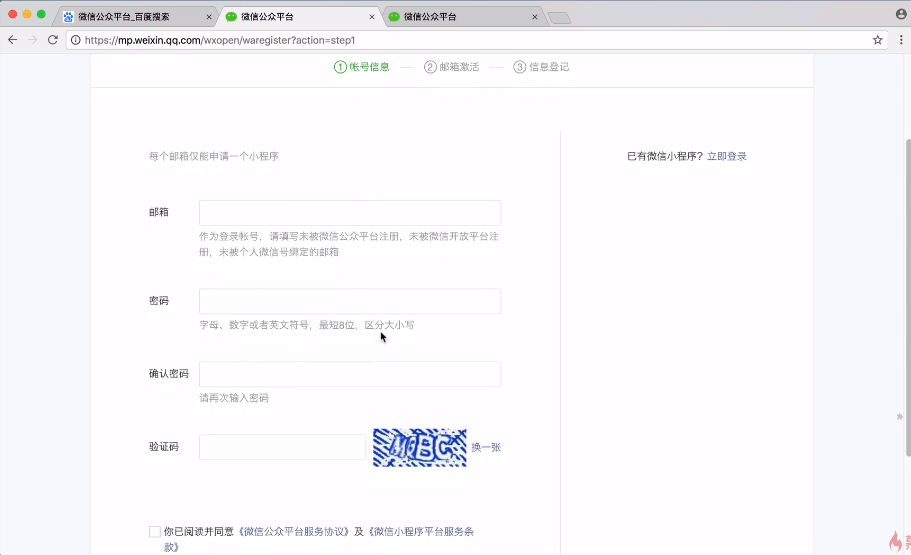 微信公众平台_百度搜索
微信公众平台
微信公众平台
https://mp.weixin.qq.com/wxopen/waregister?action=step1
1 帐号信息
2 邮箱激活
3 信息登记
每个邮箱仅能申请一个小程序
已有微信小程序？立即登录
邮箱
作为登录帐号，请填写未被微信公众平台注册，未被微信开放平台注
册，未被个人微信号绑定的邮箱
密码
字母、数字或者英文符号，最短8位，区分大小写
确认密码
请再次输入密码
验证码
换一张
你已阅读并同意《微信公众平台服务协议》及《微信小程序平台服务条
款》